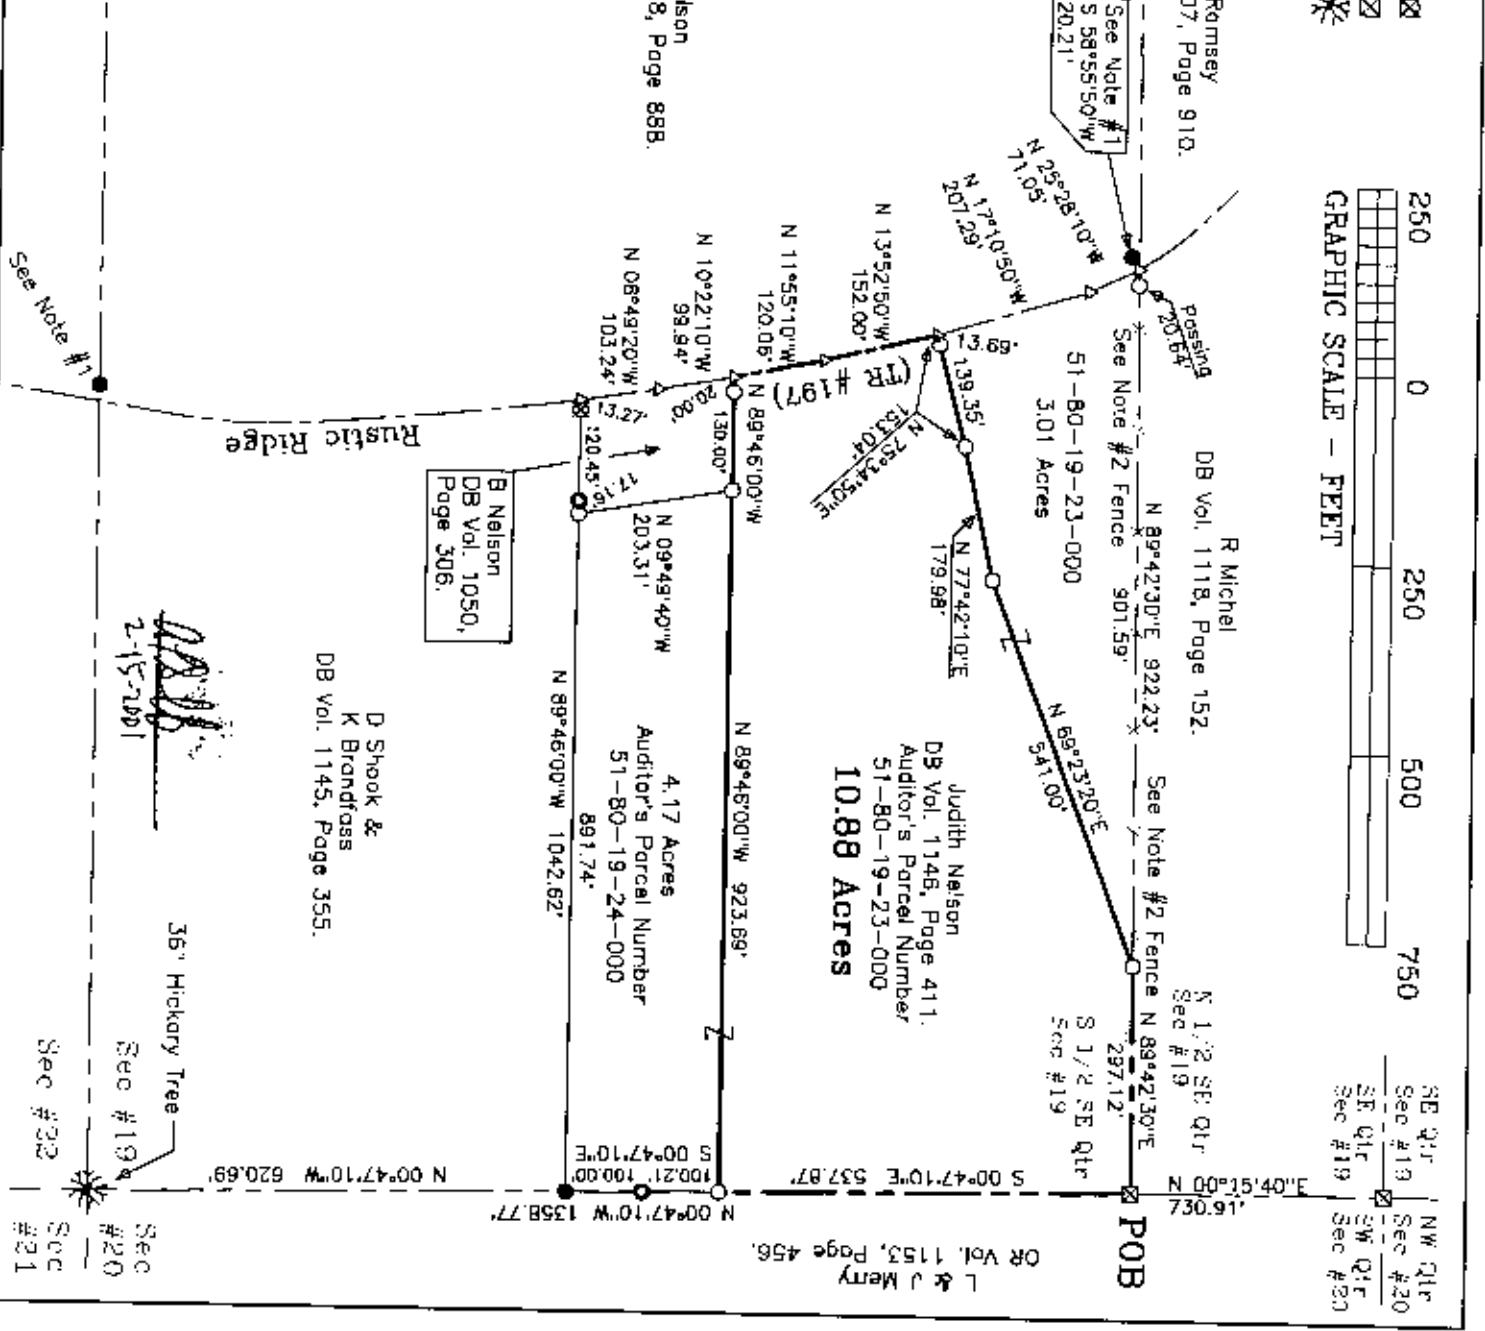 Ramsey
07, Page 910.
See Note #1
S 58°55'50"W
20.21'
lson
8, Page 888.
250 0 250 500 750
GRAPHIC SCALE - FEET
R Michel
DB Vol. 1118, Page 152.
Passing
20.64'
N 89°42'30"E 922.23'
See Note #2 Fence
See Note #2 Fence 901.59'
N 89°42'30"E
297.12'
51-80-19-23-000
3.01 Acres
N 25°28'10"W
71.05'
N 17°10'50"W
207.29'
N 13°52'50"W
152.00'
N 11°55'10"W
120.06'
N 10°22'10"W
99.94'
N 08°49'20"W
103.24'
13.69'
139.35'
N 75°34'50"E
153.04'
N 77°42'10"E
179.98'
N 69°23'20"E
541.00'
(TR #197)
Rustic Ridge
N 89°46'00"W
130.00'
20.00'
13.27'
120.45'
17.16'
N 09°49'40"W
203.31'
B Nelson
DB Vol. 1050,
Page 306.
Judith Nelson
DB Vol. 1146, Page 411.
Auditor's Parcel Number
51-80-19-23-000
10.88 Acres
N 89°46'00"W 923.69'
4.17 Acres
Auditor's Parcel Number
51-80-19-24-000
891.74'
N 89°46'00"W 1042.62'
D Shook &
K Brandfass
DB Vol. 1145, Page 355.
2-15-2001
See Note #1
36" Hickary Tree
Sec #19
Sec #22
Sec
#20
Sec
#21
N 00°47'10"W 620.69'
S 00°47'10"E
100.21' 100.00'
S 00°47'10"E 537.87'
N 00°47'10"W 1358.77'
L & J Merry
OR Vol. 1153, Page 456.
POB
N 00°15'40"E
730.91'
N 1/2 SE Qtr
Sec #19
S 1/2 SE Qtr
Sec #19
SE Qtr
Sec #19
SE Qtr
Sec #19
NW Qtr
Sec #20
SW Qtr
Sec #20